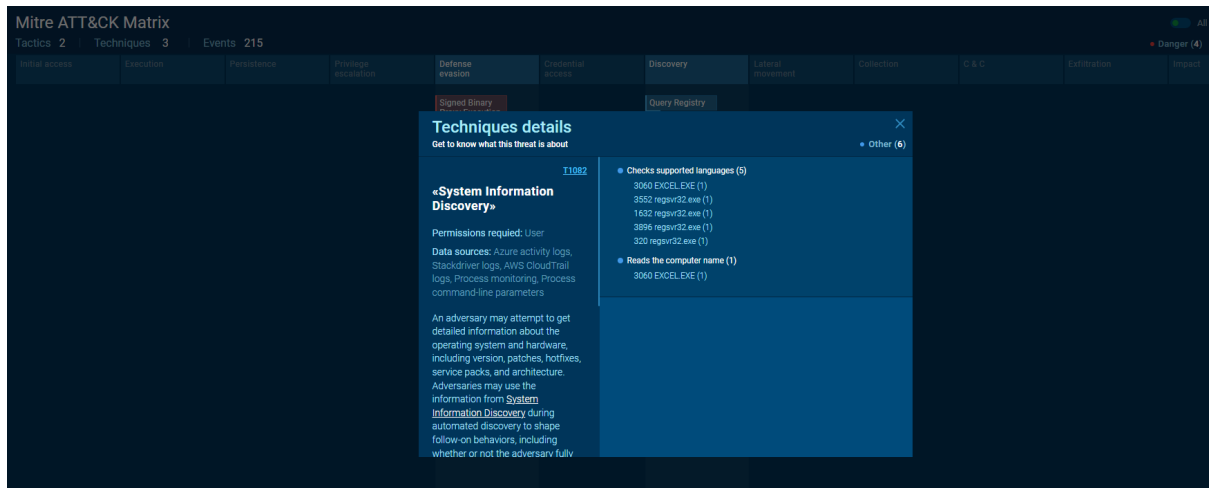 Mitre ATT&CK Matrix
All
Tactics 2 Techniques 3 Events 215
Danger (4)
Initial access
Execution
Persistence
Privilege
escalation
Defense
evasion
Credential
access
Discovery
Lateral
movement
Collection
C & C
Exfiltration
Impact
Signed Binary
Proxy Execution
Query Registry
Techniques details
Get to know what this threat is about
Other (6)
T1082
«System Information
Discovery»
Permissions requied: User
Data sources: Azure activity logs,
Stackdriver logs, AWS CloudTrail
logs, Process monitoring, Process
command-line parameters
An adversary may attempt to get
detailed information about the
operating system and hardware,
including version, patches, hotfixes,
service packs, and architecture.
Adversaries may use the
information from System
Information Discovery during
automated discovery to shape
follow-on behaviors, including
whether or not the adversary fully
Checks supported languages (5)
3060 EXCEL.EXE (1)
3552 regsvr32.exe (1)
1632 regsvr32.exe (1)
3896 regsvr32.exe (1)
320 regsvr32.exe (1)
Reads the computer name (1)
3060 EXCEL.EXE (1)